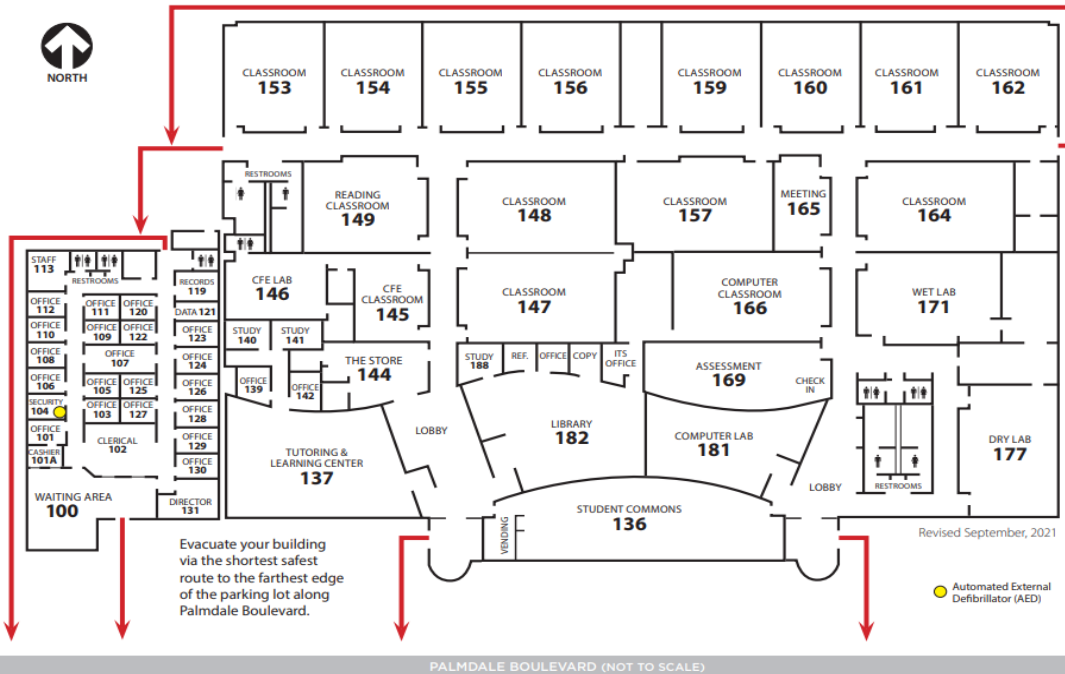 NORTH
CLASSROOM
153
CLASSROOM
154
CLASSROOM
155
CLASSROOM
156
CLASSROOM
159
CLASSROOM
160
CLASSROOM
161
CLASSROOM
162
RESTROOMS
READING
CLASSROOM
149
CLASSROOM
148
CLASSROOM
157
MEETING
165
CLASSROOM
164
STAFF
113
RESTROOMS
RECORDS
119
CFE LAB
146
CFE
CLASSROOM
145
CLASSROOM
147
COMPUTER
CLASSROOM
166
WET LAB
171
OFFICE
112
OFFICE
111
OFFICE
120
DATA 121
OFFICE
110
OFFICE
109
OFFICE
122
OFFICE
123
STUDY
140
STUDY
141
OFFICE
108
OFFICE
107
OFFICE
124
THE STORE
144
STUDY
188
REF.
OFFICE
COPY
ITS
OFFICE
ASSESSMENT
169
CHECK
IN
OFFICE
106
OFFICE
105
OFFICE
125
OFFICE
126
OFFICE
139
OFFICE
142
SECURITY
104
OFFICE
103
OFFICE
127
OFFICE
128
OFFICE
101
CLERICAL
102
OFFICE
129
CASHIER
101A
OFFICE
130
LOBBY
LIBRARY
182
COMPUTER LAB
181
DRY LAB
177
TUTORING &
LEARNING CENTER
137
RESTROOMS
LOBBY
WAITING AREA
100
DIRECTOR
131
STUDENT COMMONS
136
VENDING
Revised September, 2021
Evacuate your building
via the shortest safest
route to the farthest edge
of the parking lot along
Palmdale Boulevard.
Automated External
Defibrillator (AED)
PALMDALE BOULEVARD (NOT TO SCALE)